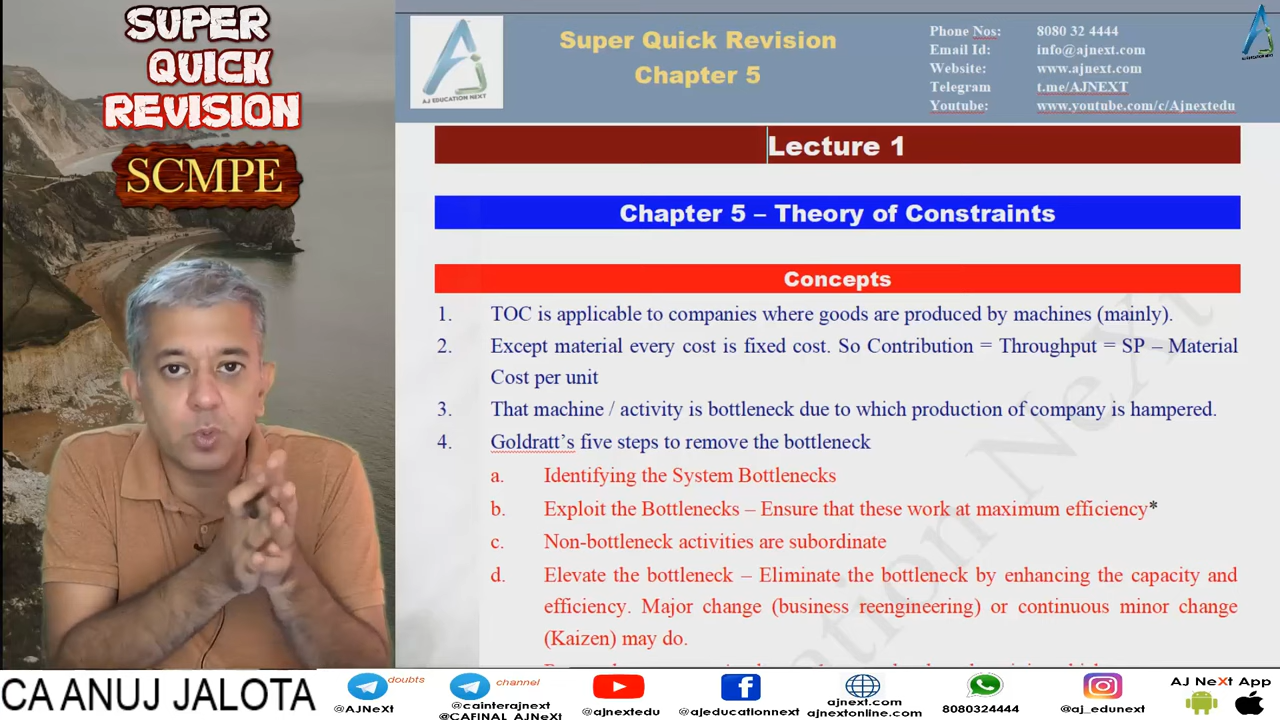 SUPER
QUICK
REVISION
SCMPE
AJ EDUCATION NEXT
Super Quick Revision
Chapter 5
Phone Nos: 8080 32 4444
Email Id: info@ajnext.com
Website: www.ajnext.com
Telegram t.me/AJNEXT
Youtube: www.youtube.com/c/Ajnextedu
Lecture 1
Chapter 5 – Theory of Constraints
Concepts
1. TOC is applicable to companies where goods are produced by machines (mainly).
2. Except material every cost is fixed cost. So Contribution = Throughput = SP – Material
Cost per unit
3. That machine / activity is bottleneck due to which production of company is hampered.
4. Goldratt's five steps to remove the bottleneck
a. Identifying the System Bottlenecks
b. Exploit the Bottlenecks – Ensure that these work at maximum efficiency*
c. Non-bottleneck activities are subordinate
d. Elevate the bottleneck – Eliminate the bottleneck by enhancing the capacity and
efficiency. Major change (business reengineering) or continuous minor change
(Kaizen) may do.
CA ANUJ JALOTA
doubts
@AJNeXt
channel
@cainterajnext
@CAFINAL_AJNeXt
@ajnextedu
@ajeducationnext
ajnext.com
ajnextonline.com
8080324444
@aj_edunext
AJ NeXt App